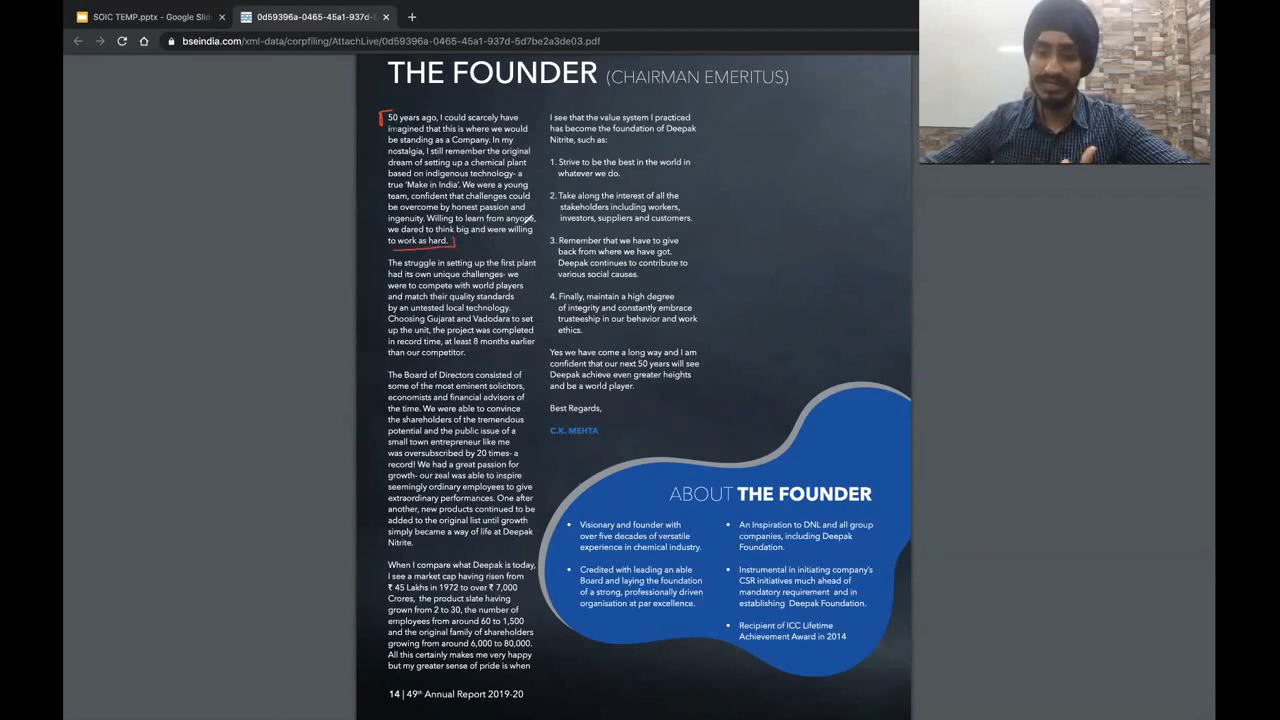 SOIC TEMP.pptx - Google Slid
0d59396a-0465-45a1-937d-5
bseindia.com/xml-data/corpfiling/AttachLive/0d59396a-0465-45a1-937d-5d7be2a3de03.pdf
THE FOUNDER (CHAIRMAN EMERITUS)
50 years ago, I could scarcely have
imagined that this is where we would
be standing as a Company. In my
nostalgia, I still remember the original
dream of setting up a chemical plant
based on indigenous technology- a
true 'Make in India'. We were a young
team, confident that challenges could
be overcome by honest passion and
ingenuity. Willing to learn from anyone,
we dared to think big and were willing
to work as hard.
The struggle in setting up the first plant
had its own unique challenges- we
were to compete with world players
and match their quality standards
by an untested local technology.
Choosing Gujarat and Vadodara to set
up the unit, the project was completed
in record time, at least 8 months earlier
than our competitor.
The Board of Directors consisted of
some of the most eminent solicitors,
economists and financial advisors of
the time. We were able to convince
the shareholders of the tremendous
potential and the public issue of a
small town entrepreneur like me
was oversubscribed by 20 times- a
record! We had a great passion for
growth- our zeal was able to inspire
seemingly ordinary employees to give
extraordinary performances. One after
another, new products continued to be
added to the original list until growth
simply became a way of life at Deepak
Nitrite.
When I compare what Deepak is today,
I see a market cap having risen from
₹ 45 Lakhs in 1972 to over ₹ 7,000
Crores, the product slate having
grown from 2 to 30, the number of
employees from around 60 to 1,500
and the original family of shareholders
growing from around 6,000 to 80,000.
All this certainly makes me very happy
but my greater sense of pride is when
I see that the value system I practiced
has become the foundation of Deepak
Nitrite, such as:
1. Strive to be the best in the world in
whatever we do.
2. Take along the interest of all the
stakeholders including workers,
investors, suppliers and customers.
3. Remember that we have to give
back from where we have got.
Deepak continues to contribute to
various social causes.
4. Finally, maintain a high degree
of integrity and constantly embrace
trusteeship in our behavior and work
ethics.
Yes we have come a long way and I am
confident that our next 50 years will see
Deepak achieve even greater heights
and be a world player.
Best Regards,
C.K. MEHTA
ABOUT THE FOUNDER
• Visionary and founder with
over five decades of versatile
experience in chemical industry.
• Credited with leading an able
Board and laying the foundation
of a strong, professionally driven
organisation at par excellence.
• An Inspiration to DNL and all group
companies, including Deepak
Foundation.
• Instrumental in initiating company's
CSR initiatives much ahead of
mandatory requirement and in
establishing Deepak Foundation.
• Recipient of ICC Lifetime
Achievement Award in 2014
14 | 49th Annual Report 2019-20